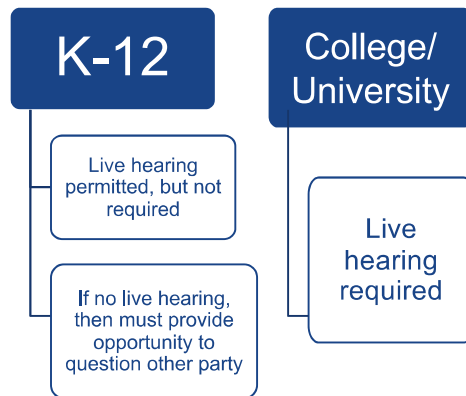 K-12
Live hearing
permitted, but not
required
If no live hearing,
then must provide
opportunity to
question other party
College/
University
Live
hearing
required